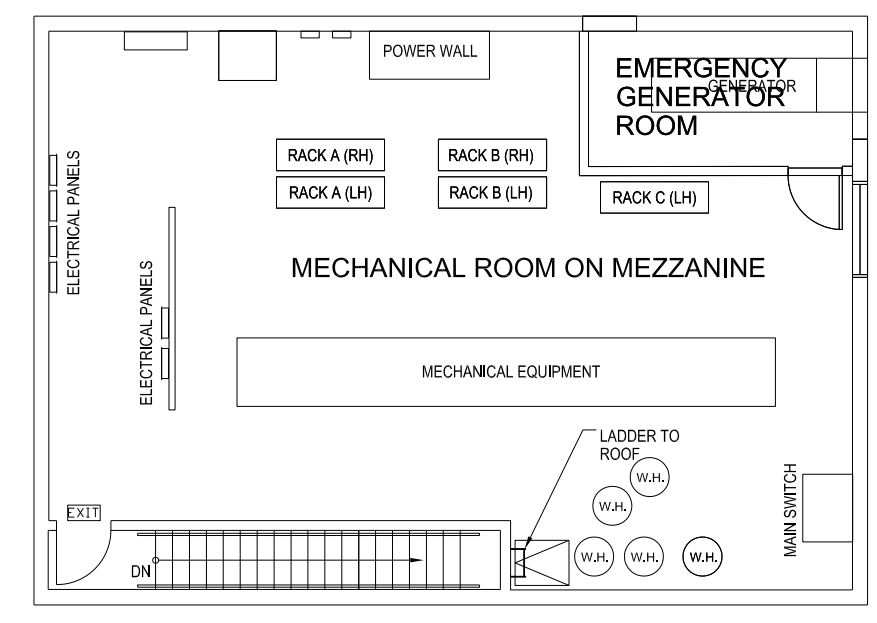 POWER WALL
EMERGENCY
GENERATOR
GENERATOR
ROOM
RACK A (RH)
RACK B (RH)
RACK A (LH)
RACK B (LH)
RACK C (LH)
ELECTRICAL PANELS
MECHANICAL ROOM ON MEZZANINE
ELECTRICAL PANELS
MECHANICAL EQUIPMENT
LADDER TO
ROOF
W.H.
W.H.
MAIN SWITCH
EXIT
DN
W.H.
W.H.
W.H.